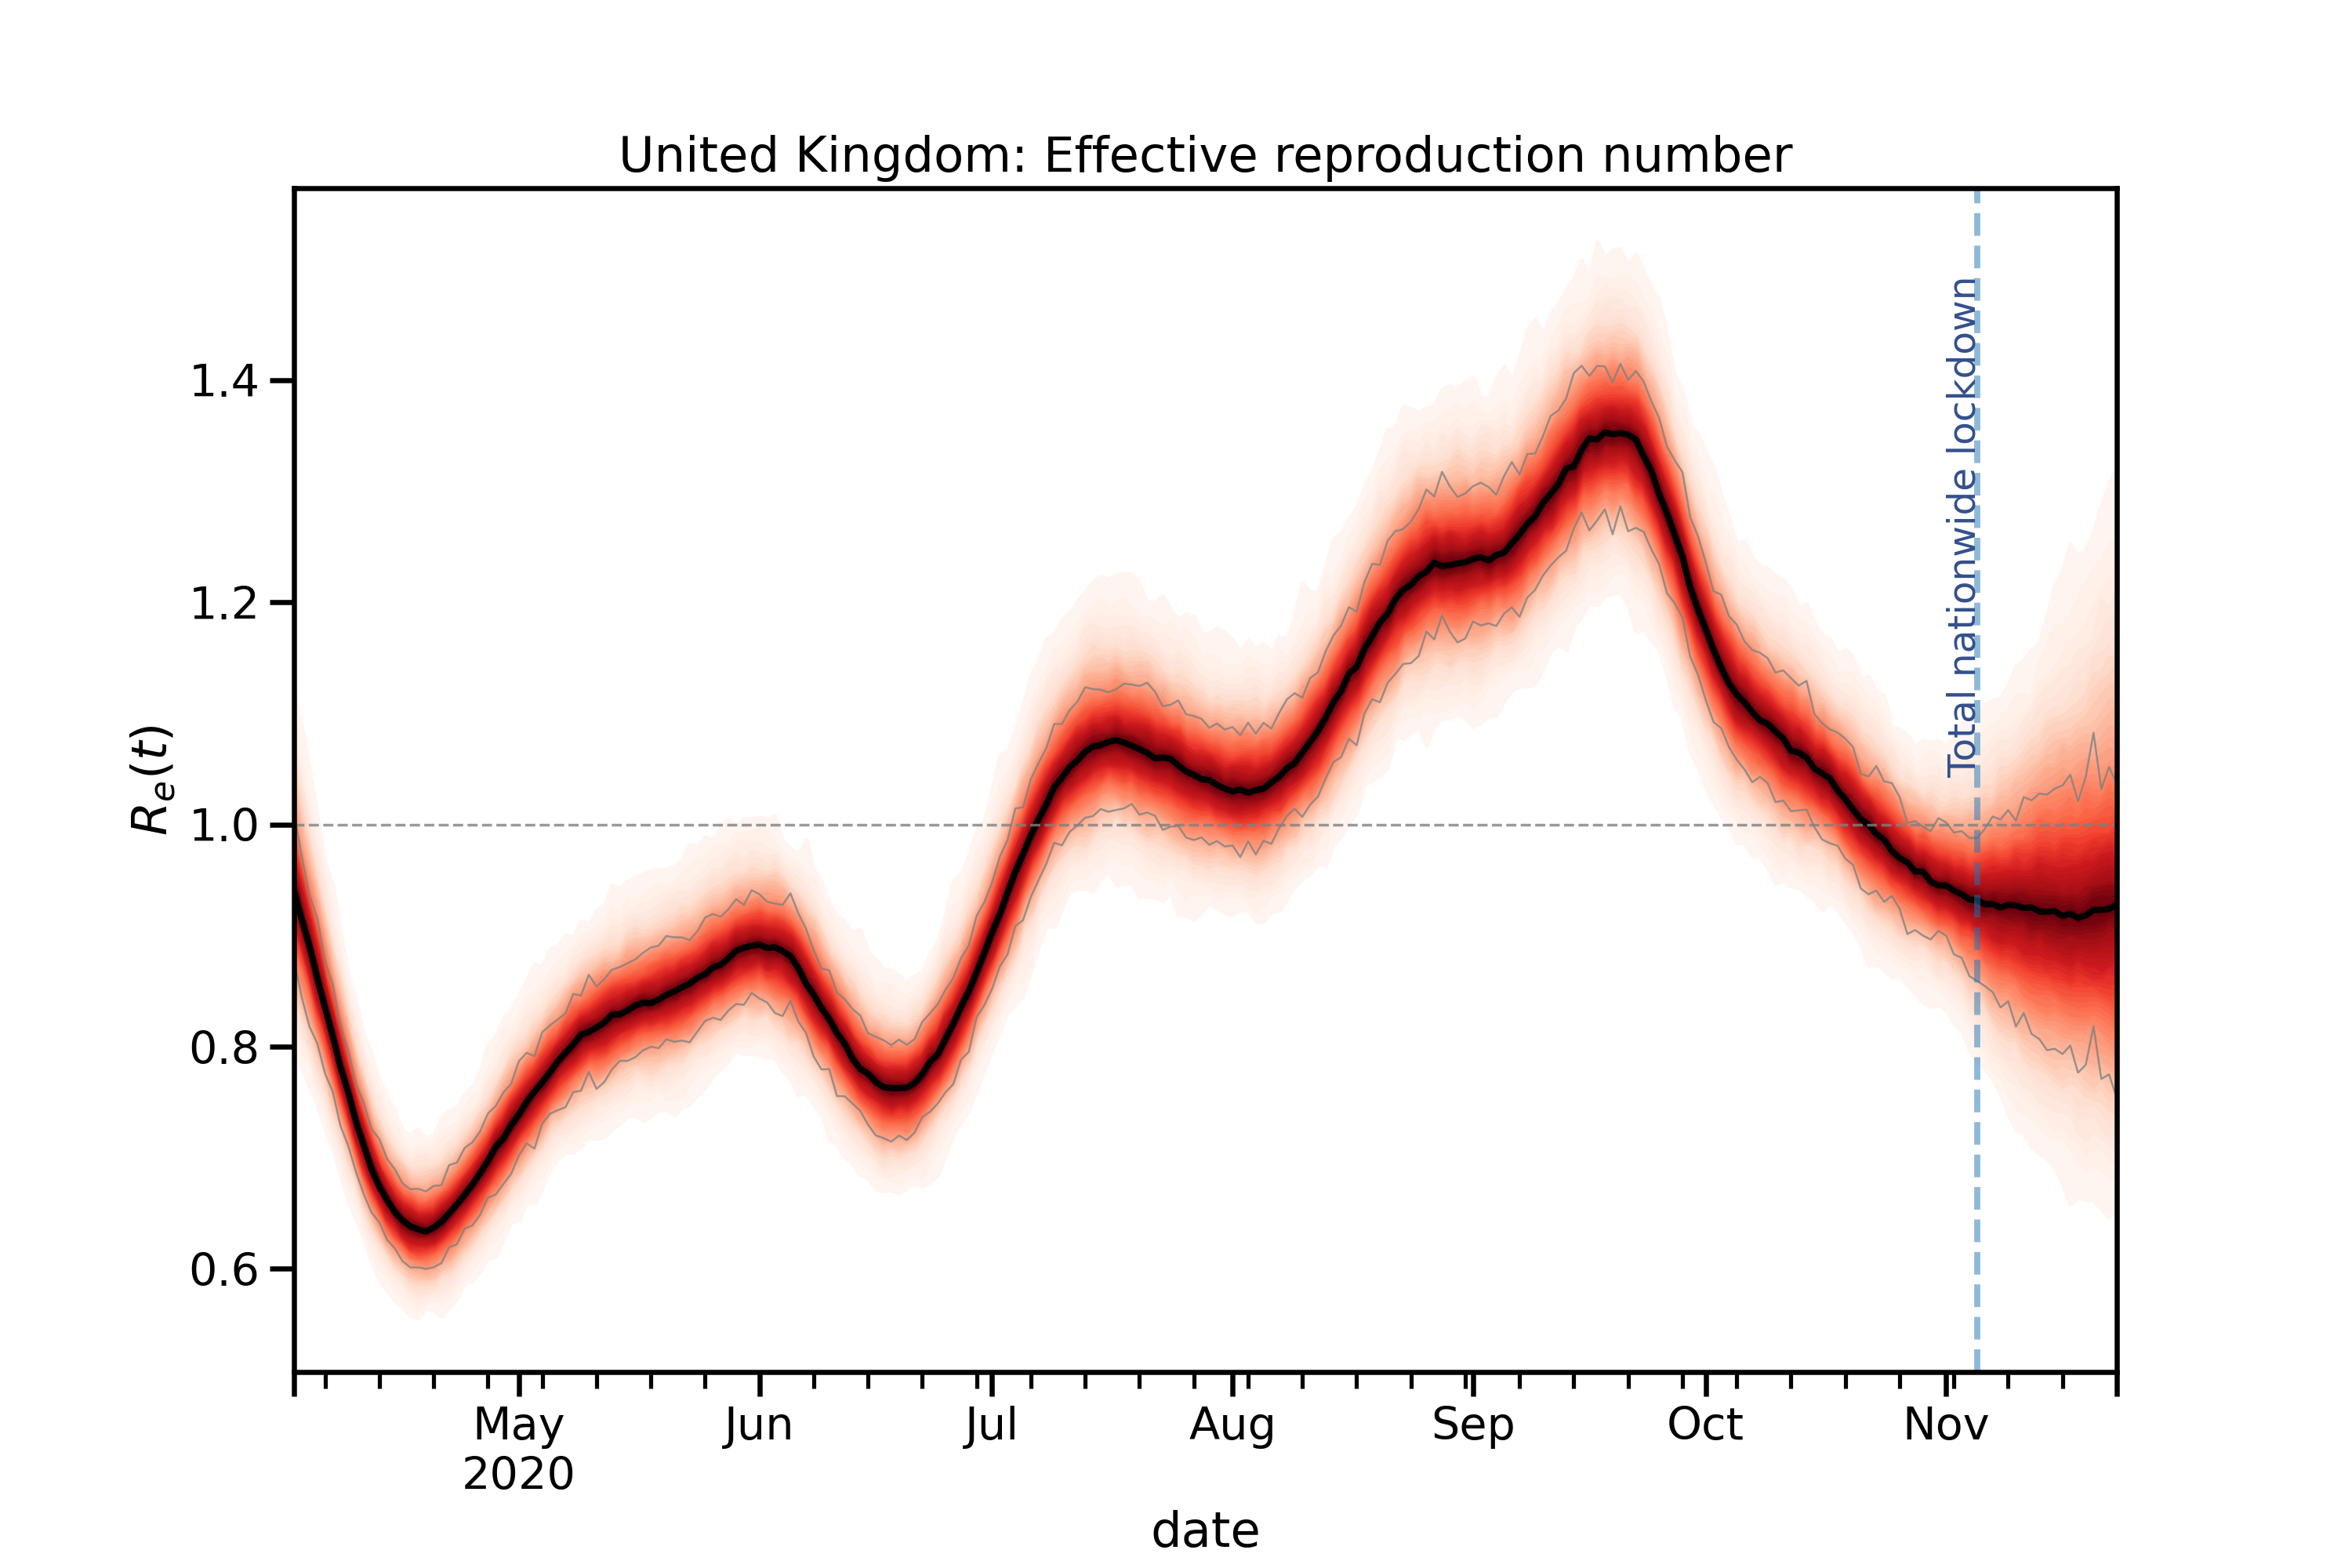 United Kingdom: Effective reproduction number
1.4
1.2
1.0
0.8
0.6
R_e(t)
Total nationwide lockdown
May
2020
Jun
Jul
Aug
Sep
Oct
Nov
date